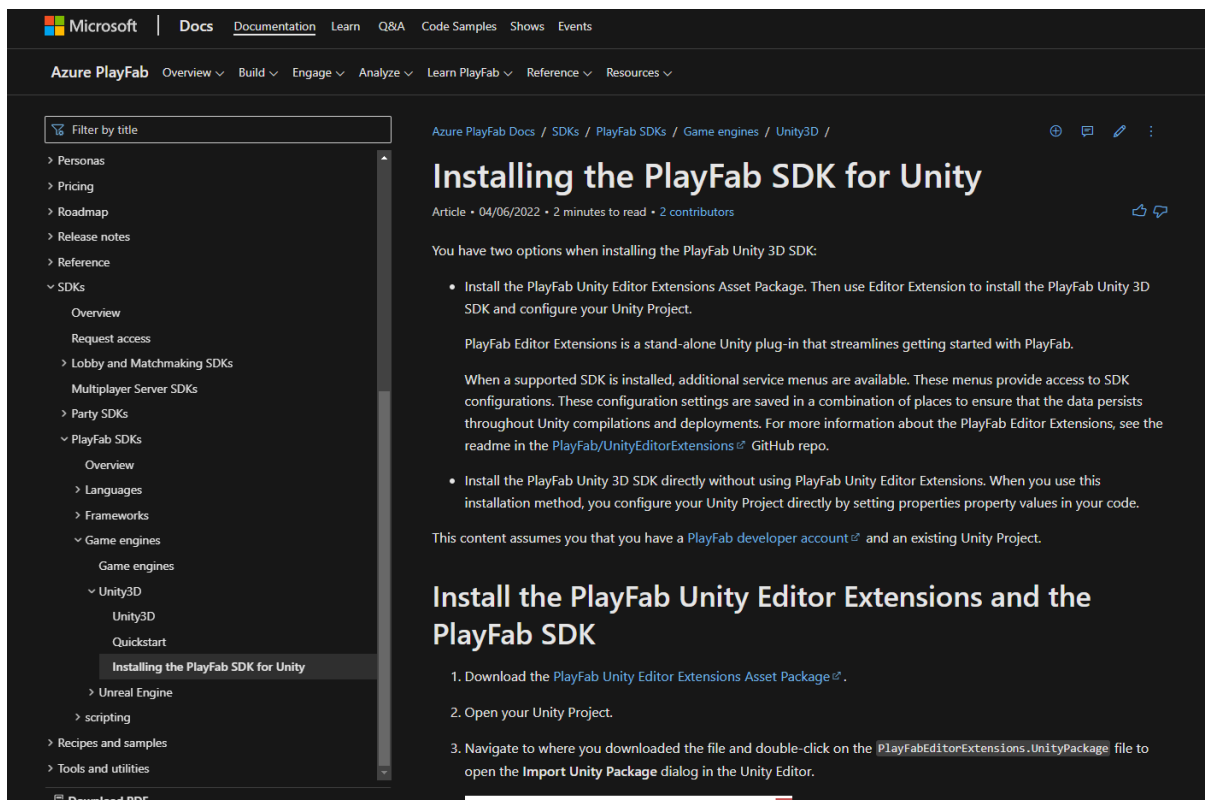 Microsoft Docs Documentation Learn Q&A Code Samples Shows Events
Azure PlayFab Overview Build Engage Analyze Learn PlayFab Reference Resources
Filter by title
Personas
Pricing
Roadmap
Release notes
Reference
SDKs
Overview
Request access
Lobby and Matchmaking SDKs
Multiplayer Server SDKs
Party SDKs
PlayFab SDKs
Overview
Languages
Frameworks
Game engines
Game engines
Unity3D
Unity3D
Quickstart
Installing the PlayFab SDK for Unity
Unreal Engine
scripting
Recipes and samples
Tools and utilities
Download PDF
Azure PlayFab Docs / SDKs / PlayFab SDKs / Game engines / Unity3D /
Installing the PlayFab SDK for Unity
Article • 04/06/2022 • 2 minutes to read • 2 contributors
You have two options when installing the PlayFab Unity 3D SDK:
• Install the PlayFab Unity Editor Extensions Asset Package. Then use Editor Extension to install the PlayFab Unity 3D
SDK and configure your Unity Project.
PlayFab Editor Extensions is a stand-alone Unity plug-in that streamlines getting started with PlayFab.
When a supported SDK is installed, additional service menus are available. These menus provide access to SDK
configurations. These configuration settings are saved in a combination of places to ensure that the data persists
throughout Unity compilations and deployments. For more information about the PlayFab Editor Extensions, see the
readme in the PlayFab/UnityEditorExtensions GitHub repo.
• Install the PlayFab Unity 3D SDK directly without using PlayFab Unity Editor Extensions. When you use this
installation method, you configure your Unity Project directly by setting properties property values in your code.
This content assumes you that you have a PlayFab developer account and an existing Unity Project.
Install the PlayFab Unity Editor Extensions and the
PlayFab SDK
1. Download the PlayFab Unity Editor Extensions Asset Package .
2. Open your Unity Project.
3. Navigate to where you downloaded the file and double-click on the PlayFabEditorExtensions.UnityPackage file to
open the Import Unity Package dialog in the Unity Editor.